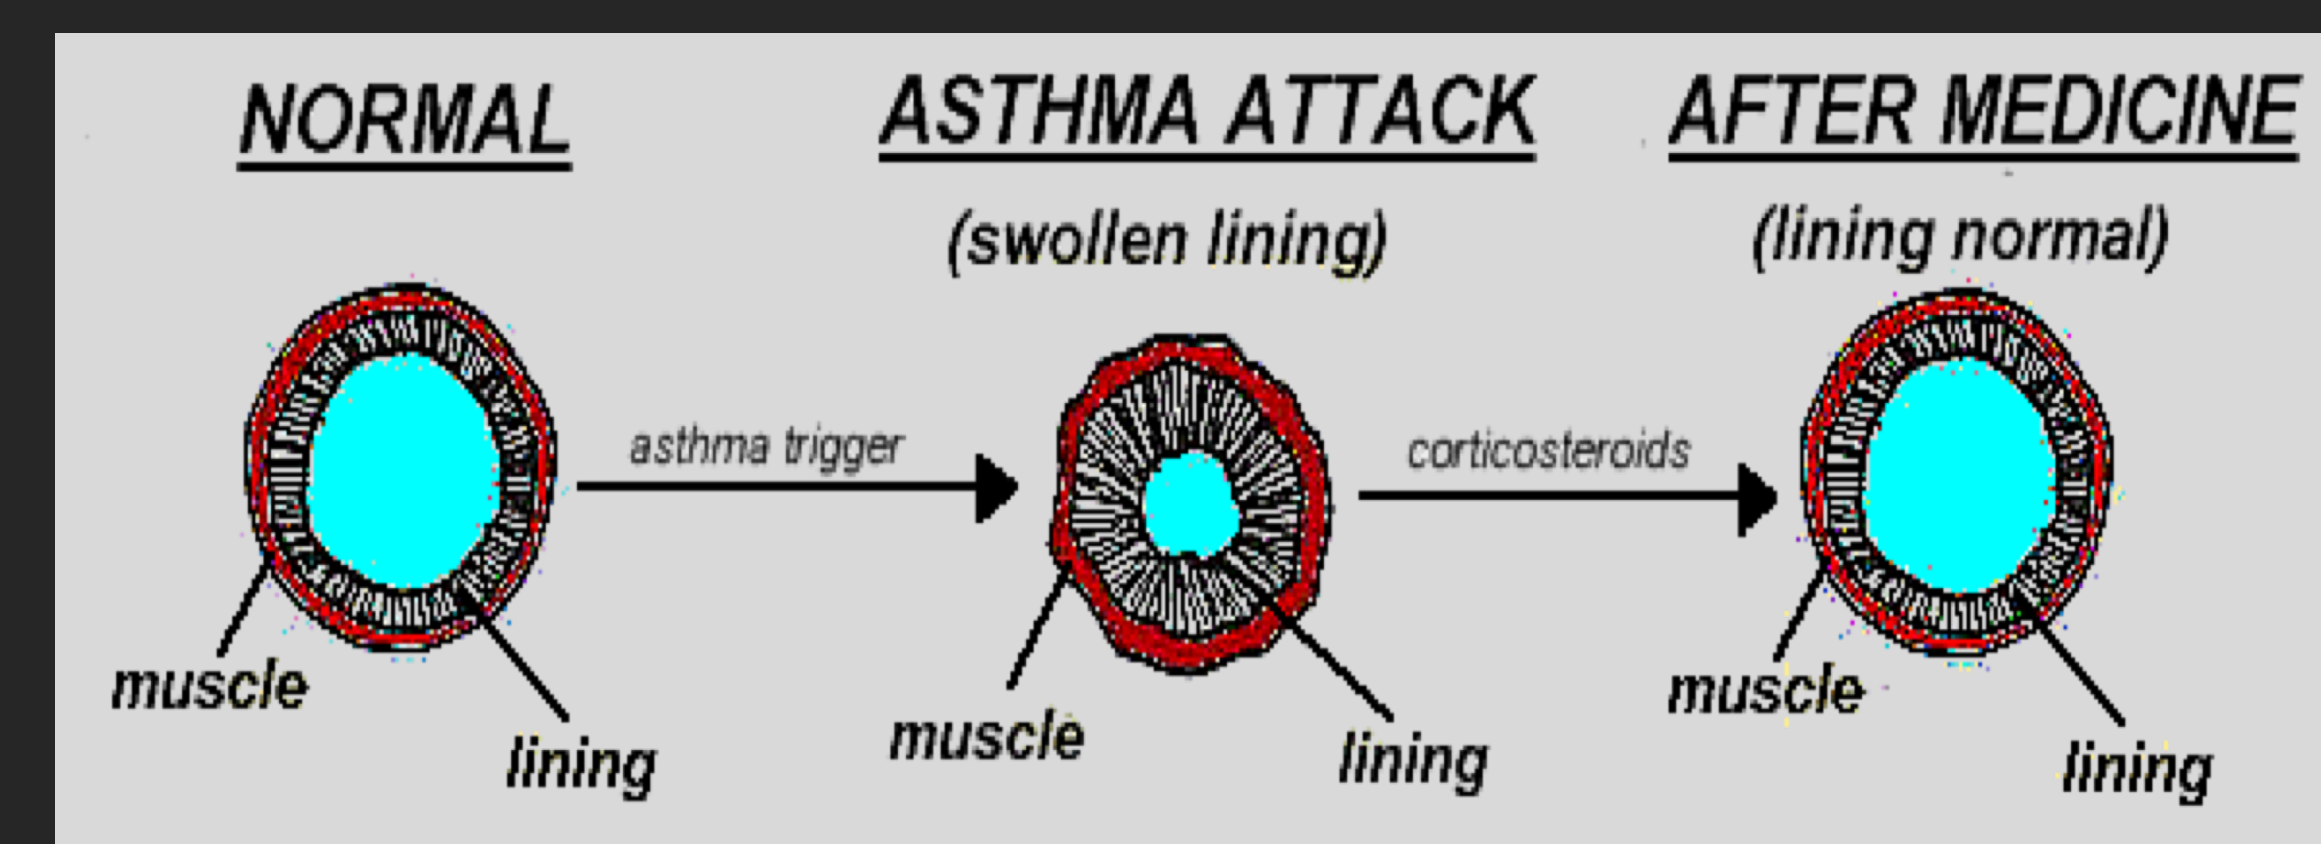 NORMAL
ASTHMA ATTACK
AFTER MEDICINE
(swollen lining)
(lining normal)
asthma trigger
corticosteroids
muscle
lining
muscle
lining
muscle
lining